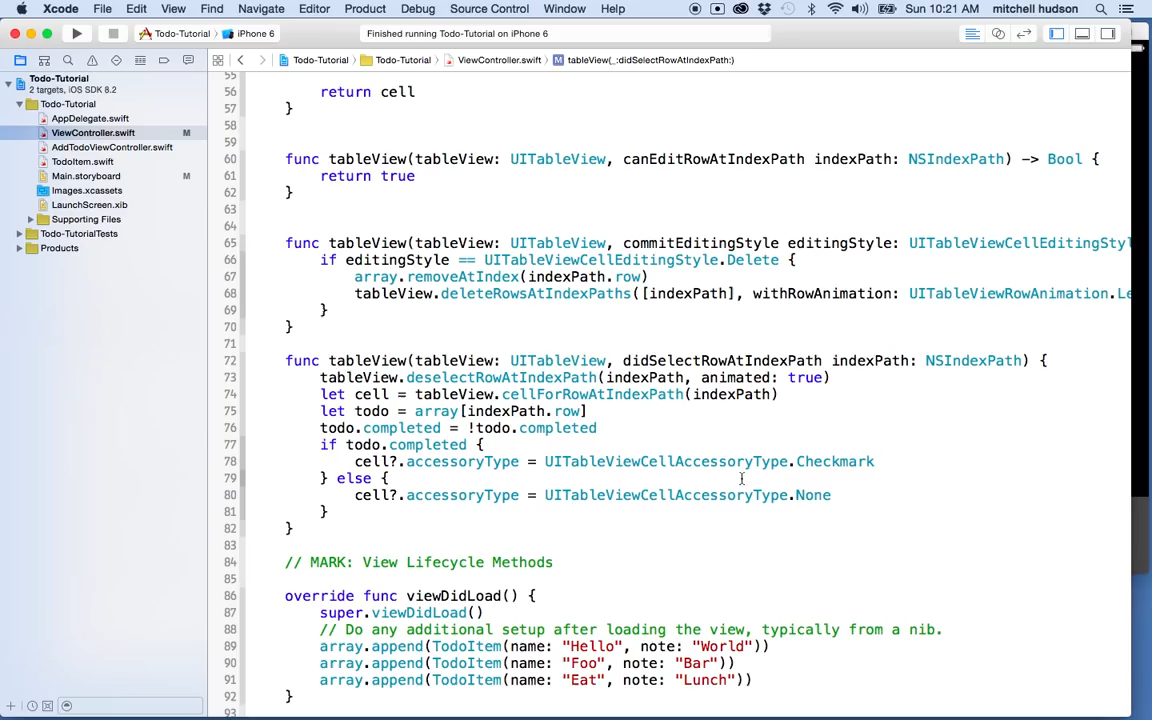 Xcode File Edit View Find Navigate Editor Product Debug Source Control Window Help Sun 10:21 AM mitchell hudson
Todo-Tutorial iPhone 6 Finished running Todo-Tutorial on iPhone 6
Todo-Tutorial Todo-Tutorial ViewController.swift tableView(_:didSelectRowAtIndexPath:)
Todo-Tutorial
2 targets, iOS SDK 8.2
Todo-Tutorial
AppDelegate.swift
ViewController.swift M
AddTodoViewController.swift
TodoItem.swift
Main.storyboard M
Images.xcassets
LaunchScreen.xib
Supporting Files
Todo-TutorialTests
Products
55
56 return cell
57 }
58
59
60 func tableView(tableView: UITableView, canEditRowAtIndexPath indexPath: NSIndexPath) -> Bool {
61 return true
62 }
63
64
65 func tableView(tableView: UITableView, commitEditingStyle editingStyle: UITableViewCellEditingStyl
66 if editingStyle == UITableViewCellEditingStyle.Delete {
67 array.removeAtIndex(indexPath.row)
68 tableView.deleteRowsAtIndexPaths([indexPath], withRowAnimation: UITableViewRowAnimation.Le
69 }
70 }
71
72 func tableView(tableView: UITableView, didSelectRowAtIndexPath indexPath: NSIndexPath) {
73 tableView.deselectRowAtIndexPath(indexPath, animated: true)
74 let cell = tableView.cellForRowAtIndexPath(indexPath)
75 let todo = array[indexPath.row]
76 todo.completed = !todo.completed
77 if todo.completed {
78 cell?.accessoryType = UITableViewCellAccessoryType.Checkmark
79 } else {
80 cell?.accessoryType = UITableViewCellAccessoryType.None
81 }
82 }
83
84 // MARK: View Lifecycle Methods
85
86 override func viewDidLoad() {
87 super.viewDidLoad()
88 // Do any additional setup after loading the view, typically from a nib.
89 array.append(TodoItem(name: "Hello", note: "World"))
90 array.append(TodoItem(name: "Foo", note: "Bar"))
91 array.append(TodoItem(name: "Eat", note: "Lunch"))
92 }
93